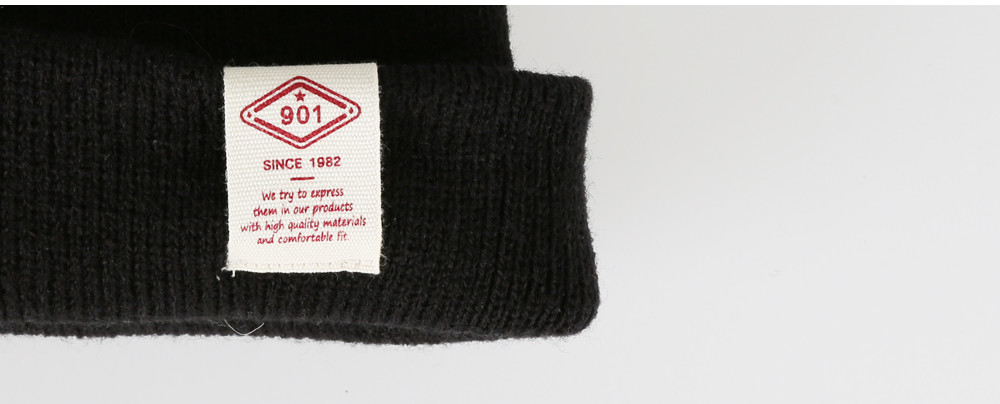 901
SINCE 1982
We try to express
them in our products
with high quality materials
and comfortable fit.